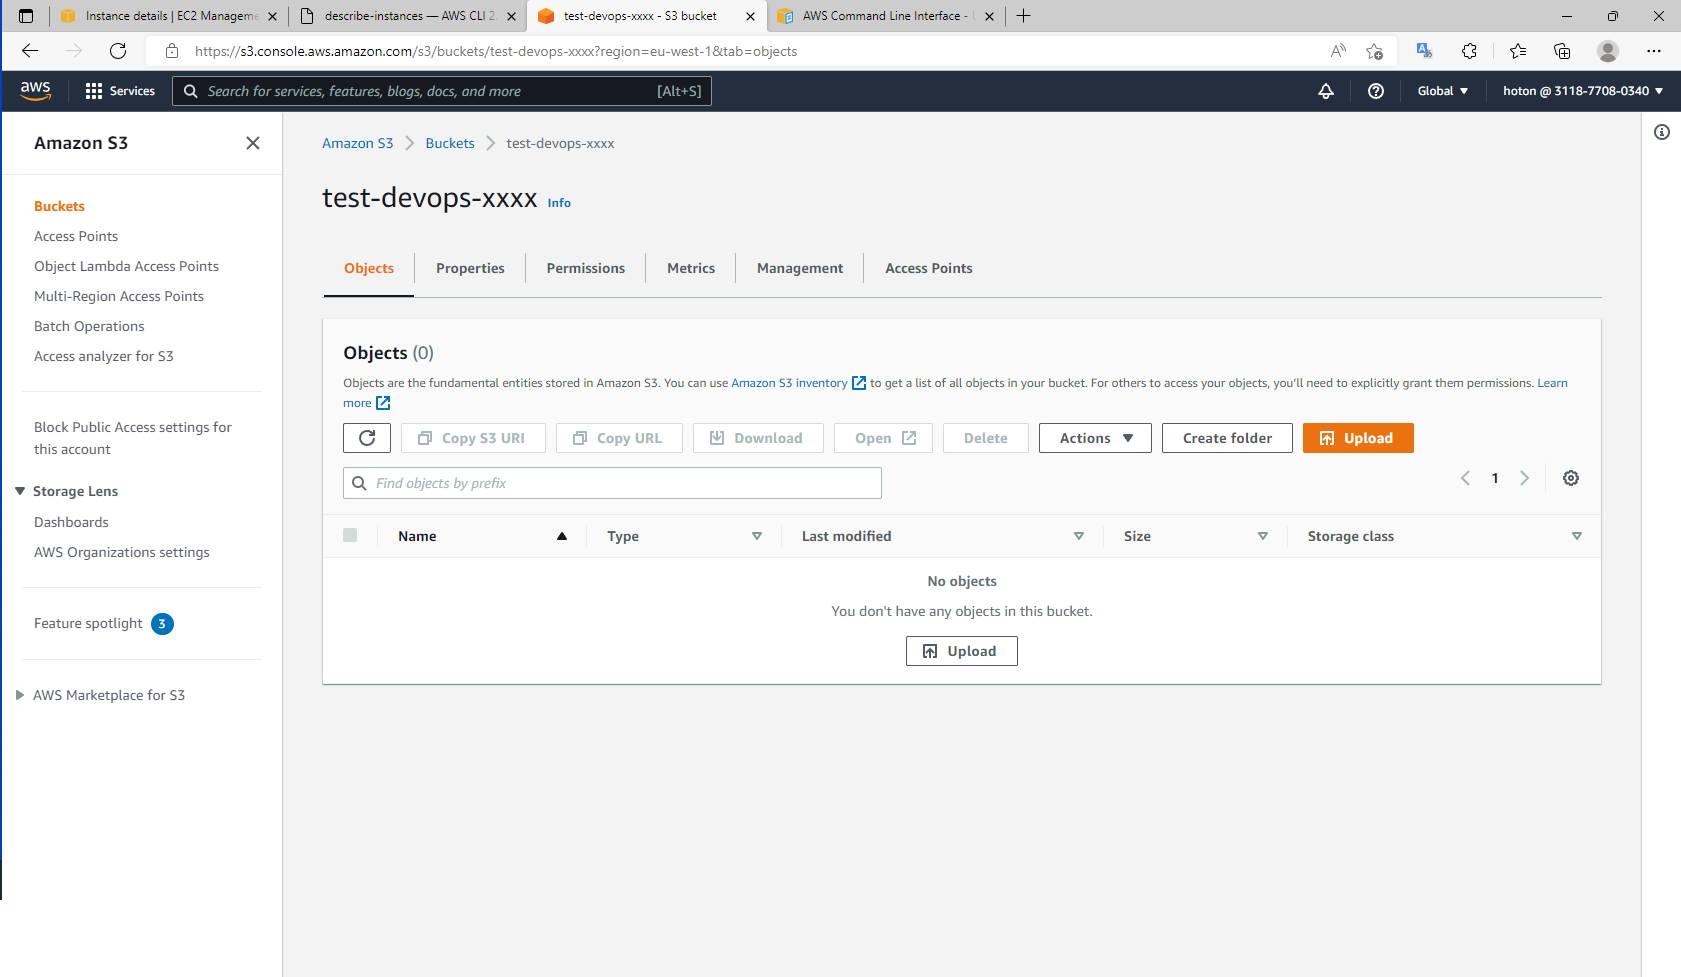 Instance details | EC2 Manageme
describe-instances — AWS CLI 2.
test-devops-xxxx - S3 bucket
AWS Command Line Interface -
https://s3.console.aws.amazon.com/s3/buckets/test-devops-xxxx?region=eu-west-1&tab=objects
aws
Services
Search for services, features, blogs, docs, and more
[Alt+S]
Global ▼
hoton @ 3118-7708-0340 ▼
Amazon S3
Buckets
Access Points
Object Lambda Access Points
Multi-Region Access Points
Batch Operations
Access analyzer for S3
Block Public Access settings for
this account
Storage Lens
Dashboards
AWS Organizations settings
Feature spotlight 3
AWS Marketplace for S3
Amazon S3 > Buckets > test-devops-xxxx
test-devops-xxxx Info
Objects
Properties
Permissions
Metrics
Management
Access Points
Objects (0)
Objects are the fundamental entities stored in Amazon S3. You can use Amazon S3 inventory to get a list of all objects in your bucket. For others to access your objects, you'll need to explicitly grant them permissions. Learn
more
Copy S3 URI
Copy URL
Download
Open
Delete
Actions ▼
Create folder
Upload
Find objects by prefix
1
Name
Type
Last modified
Size
Storage class
No objects
You don't have any objects in this bucket.
Upload